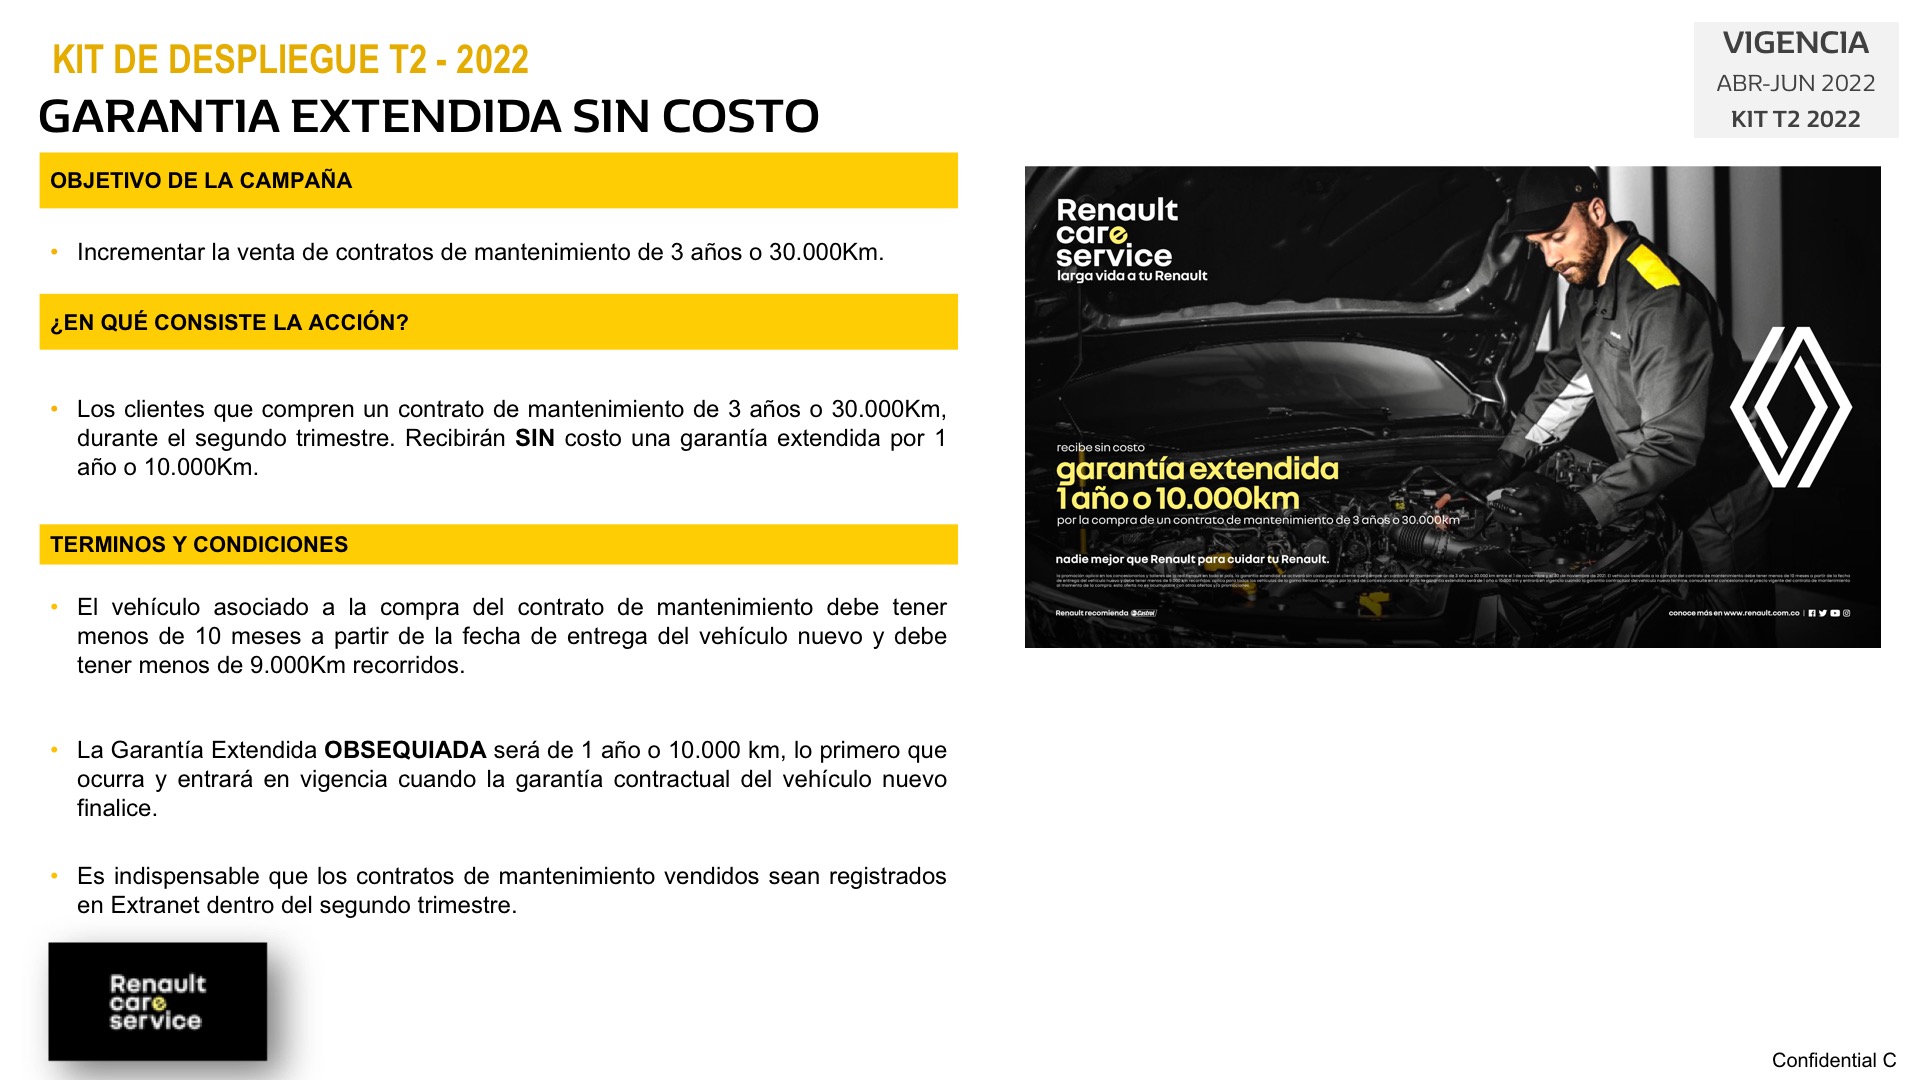 KIT DE DESPLIEGUE T2 - 2022
GARANTIA EXTENDIDA SIN COSTO
VIGENCIA
ABR-JUN 2022
KIT T2 2022
OBJETIVO DE LA CAMPAÑA
• Incrementar la venta de contratos de mantenimiento de 3 años o 30.000Km.
¿EN QUÉ CONSISTE LA ACCIÓN?
• Los clientes que compren un contrato de mantenimiento de 3 años o 30.000Km,
durante el segundo trimestre. Recibirán SIN costo una garantía extendida por 1
año o 10.000Km.
TERMINOS Y CONDICIONES
• El vehículo asociado a la compra del contrato de mantenimiento debe tener
menos de 10 meses a partir de la fecha de entrega del vehículo nuevo y debe
tener menos de 9.000Km recorridos.
• La Garantía Extendida OBSEQUIADA será de 1 año o 10.000 km, lo primero que
ocurra y entrará en vigencia cuando la garantía contractual del vehículo nuevo
finalice.
• Es indispensable que los contratos de mantenimiento vendidos sean registrados
en Extranet dentro del segundo trimestre.
Renault
care
service
larga vida a tu Renault
recibe sin costo
garantía extendida
1 año o 10.000km
por la compra de un contrato de mantenimiento de 3 años o 30.000km
nadie mejor que Renault para cuidar tu Renault.
Renault recomienda Castrol
conoce más en www.renault.com.co
Renault
care
service
Confidential C